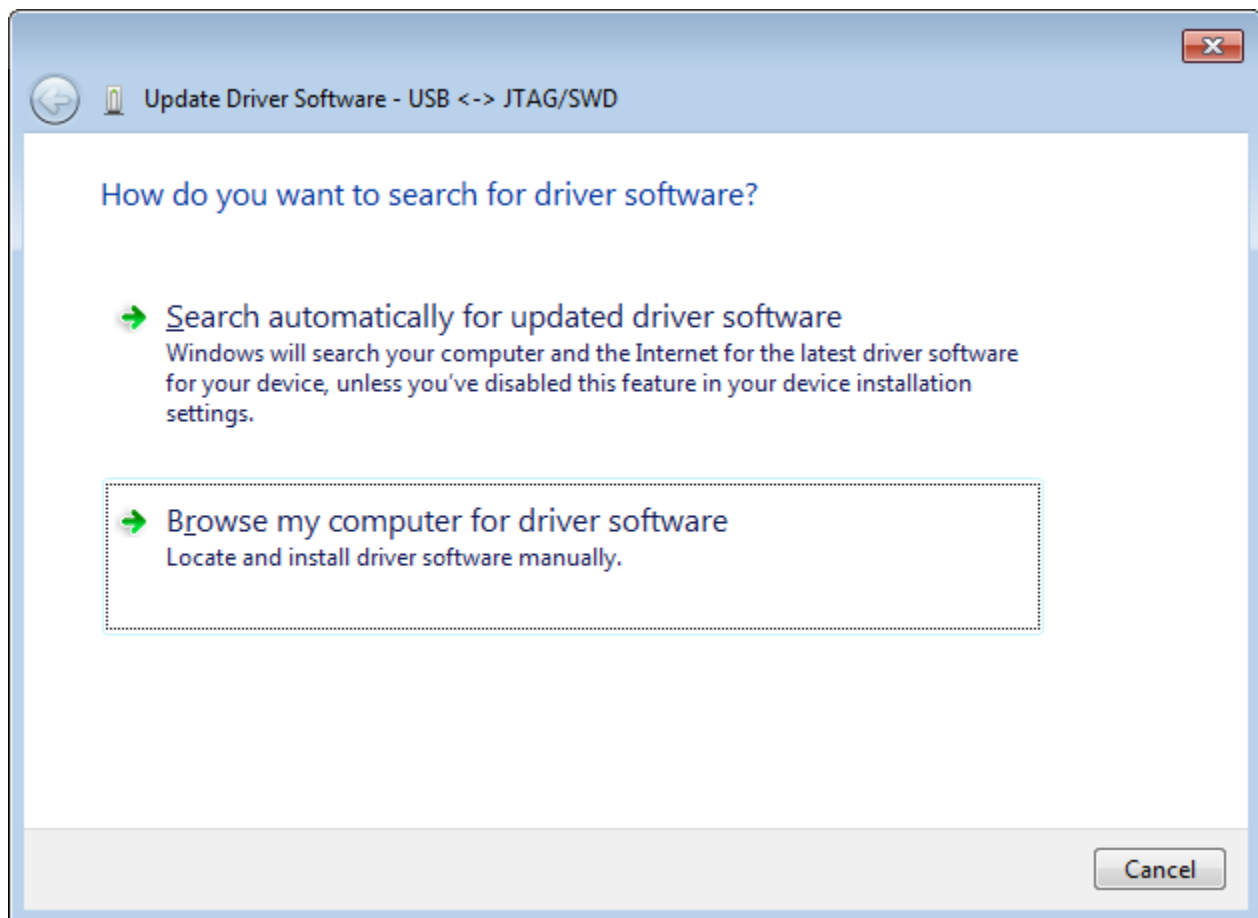 Update Driver Software - USB <-> JTAG/SWD
How do you want to search for driver software?
Search automatically for updated driver software
Windows will search your computer and the Internet for the latest driver software
for your device, unless you've disabled this feature in your device installation
settings.
Browse my computer for driver software
Locate and install driver software manually.
Cancel